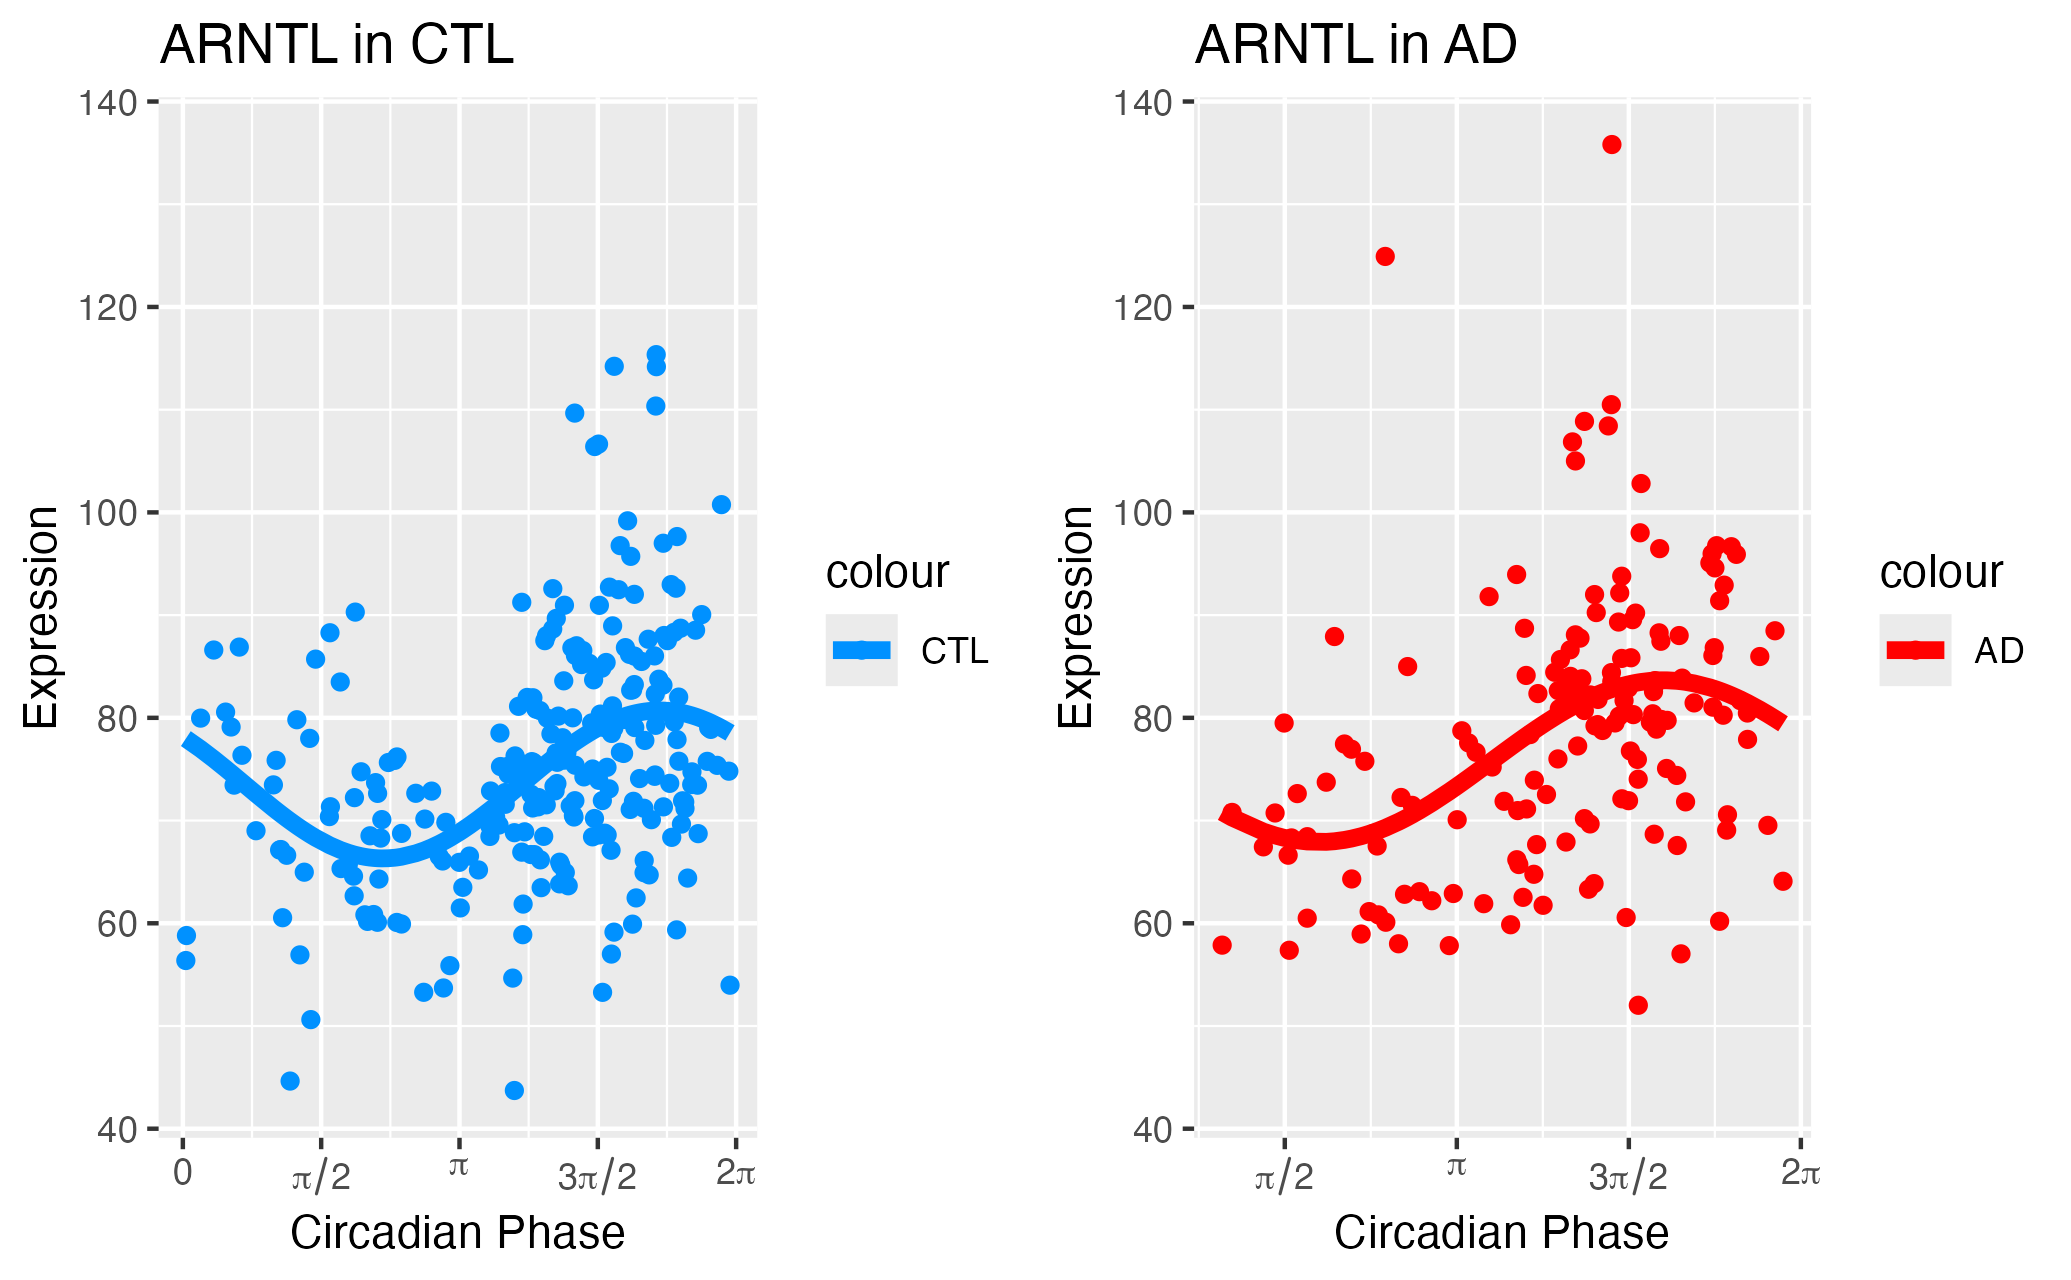 ARNTL in CTL
140
120
100
80
60
40
Expression
0
π/2
π
3π/2
2π
Circadian Phase
colour
CTL
ARNTL in AD
140
120
100
80
60
40
Expression
π/2
π
3π/2
2π
Circadian Phase
colour
AD